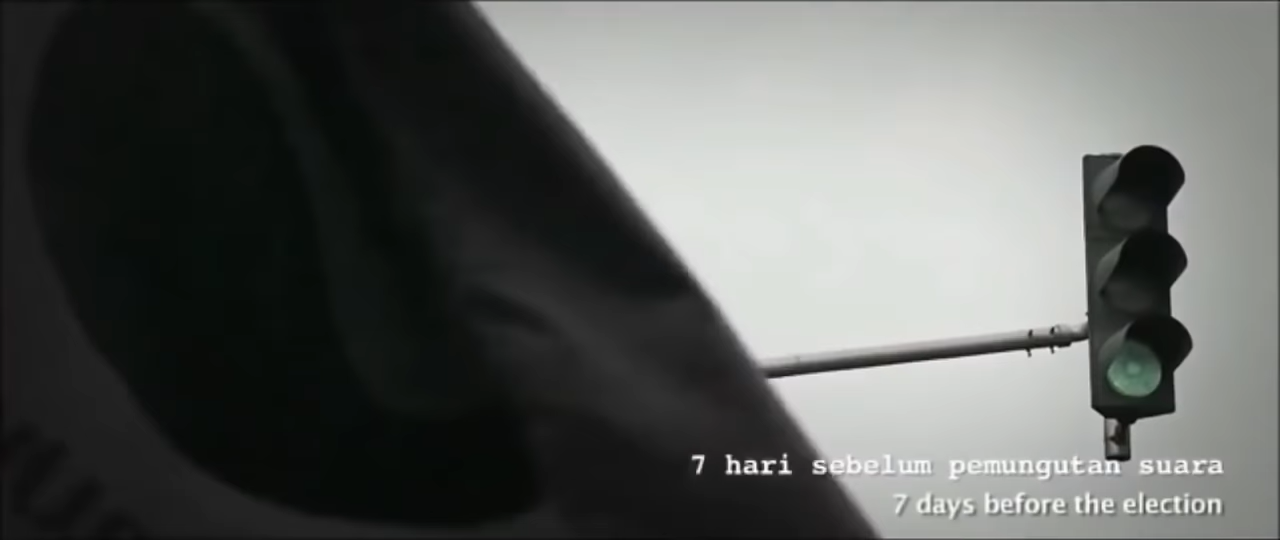 7 hari sebelum pemungutan suara
7 days before the election